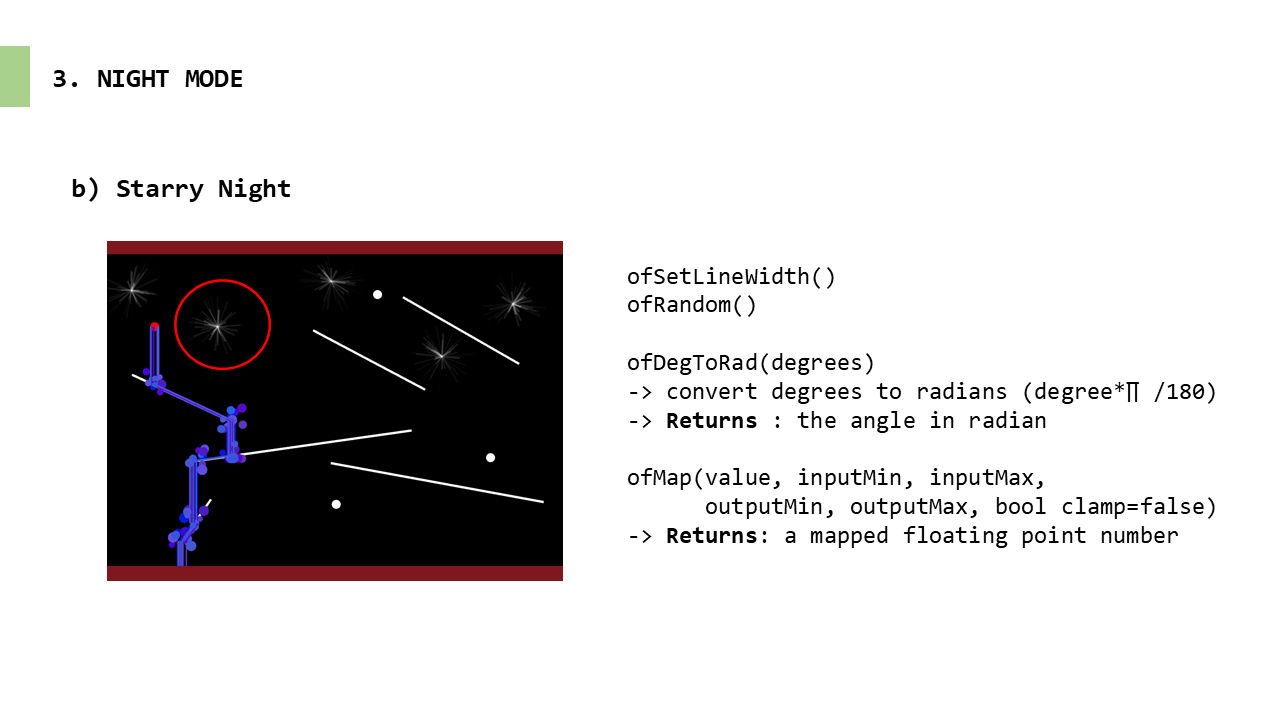 3. NIGHT MODE
b) Starry Night
ofSetLineWidth()
ofRandom()
ofDegToRad(degrees)
-> convert degrees to radians (degree*∏ /180)
-> Returns : the angle in radian
ofMap(value, inputMin, inputMax,
outputMin, outputMax, bool clamp=false)
-> Returns: a mapped floating point number